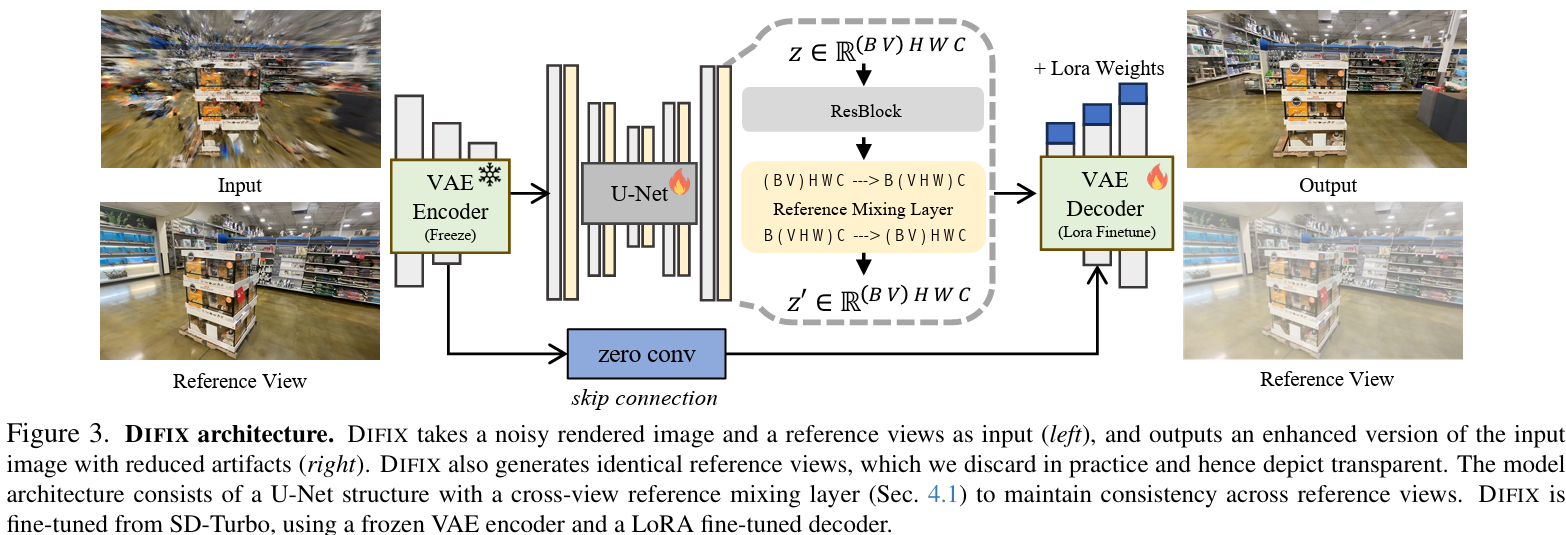 Input
Reference View
VAE
Encoder
(Freeze)
U-Net
z ∈ ℝ^(B V) H W C
ResBlock
( B V ) H W C ---> B ( V H W ) C
Reference Mixing Layer
B ( V H W ) C ---> ( B V ) H W C
z′ ∈ ℝ^(B V) H W C
zero conv
skip connection
+ Lora Weights
VAE
Decoder
(Lora Finetune)
Output
Reference View
Figure 3. DIFIX architecture. DIFIX takes a noisy rendered image and a reference views as input (left), and outputs an enhanced version of the input
image with reduced artifacts (right). DIFIX also generates identical reference views, which we discard in practice and hence depict transparent. The model
architecture consists of a U-Net structure with a cross-view reference mixing layer (Sec. 4.1) to maintain consistency across reference views. DIFIX is
fine-tuned from SD-Turbo, using a frozen VAE encoder and a LoRA fine-tuned decoder.